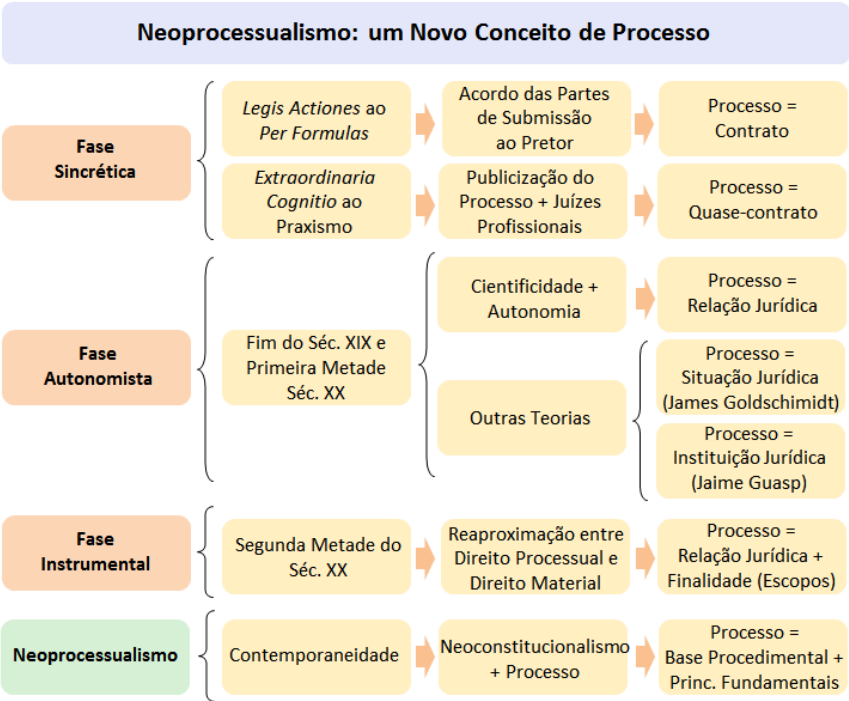 Neoprocessualismo: um Novo Conceito de Processo
Fase
Sincrética
Legis Actiones ao
Per Formulas
Acordo das Partes
de Submissão
ao Pretor
Processo =
Contrato
Extraordinaria
Cognitio ao
Praxismo
Publicização do
Processo + Juízes
Profissionais
Processo =
Quase-contrato
Fase
Autonomista
Fim do Séc. XIX e
Primeira Metade
Séc. XX
Cientificidade +
Autonomia
Processo =
Relação Jurídica
Outras Teorias
Processo =
Situação Jurídica
(James Goldschimidt)
Processo =
Instituição Jurídica
(Jaime Guasp)
Fase
Instrumental
Segunda Metade do
Séc. XX
Reaproximação entre
Direito Processual e
Direito Material
Processo =
Relação Jurídica +
Finalidade (Escopos)
Neoprocessualismo
Contemporaneidade
Neoconstitucionalismo
+ Processo
Processo =
Base Procedimental +
Princ. Fundamentais